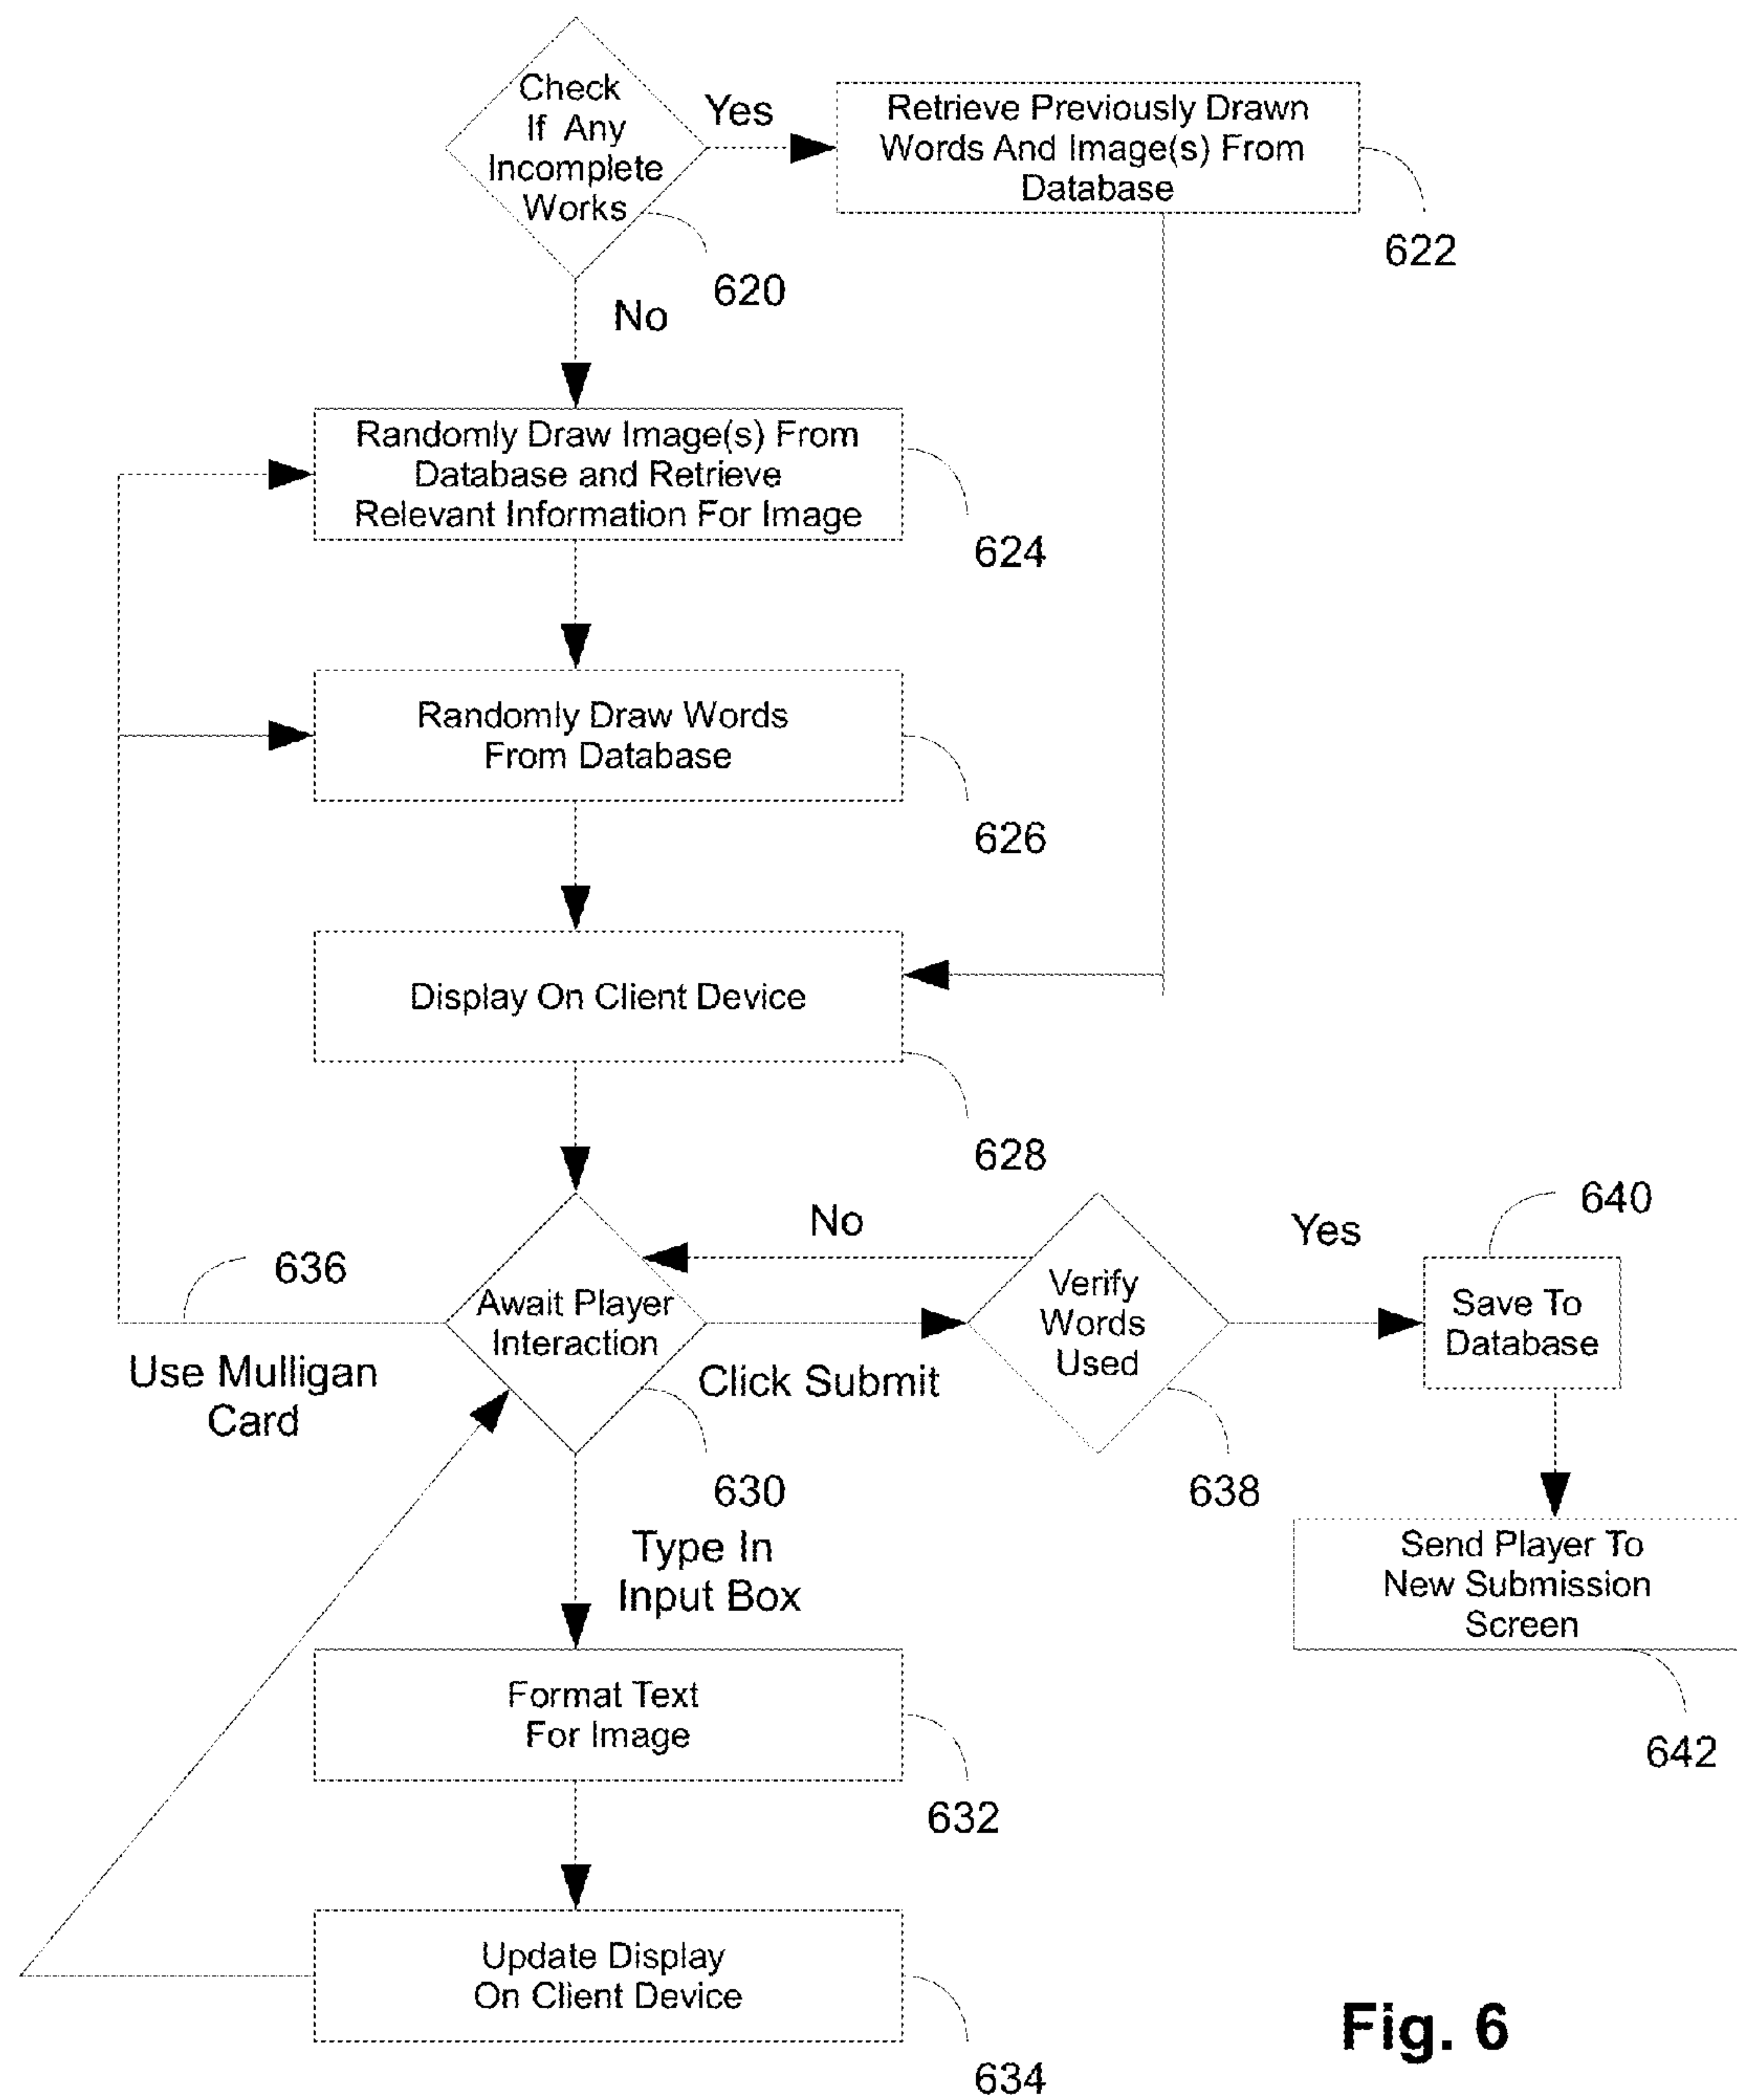 Check
If Any
Incomplete
Works
Yes
Retrieve Previously Drawn
Words And Image(s) From
Database
622
620
No
Randomly Draw Image(s) From
Database and Retrieve
Relevant Information For Image
624
Randomly Draw Words
From Database
626
Display On Client Device
628
636
Use Mulligan
Card
Await Player
Interaction
630
No
Click Submit
Verify
Words
Used
638
Yes
640
Save To
Database
Send Player To
New Submission
Screen
642
Type In
Input Box
Format Text
For Image
632
Update Display
On Client Device
634
Fig. 6